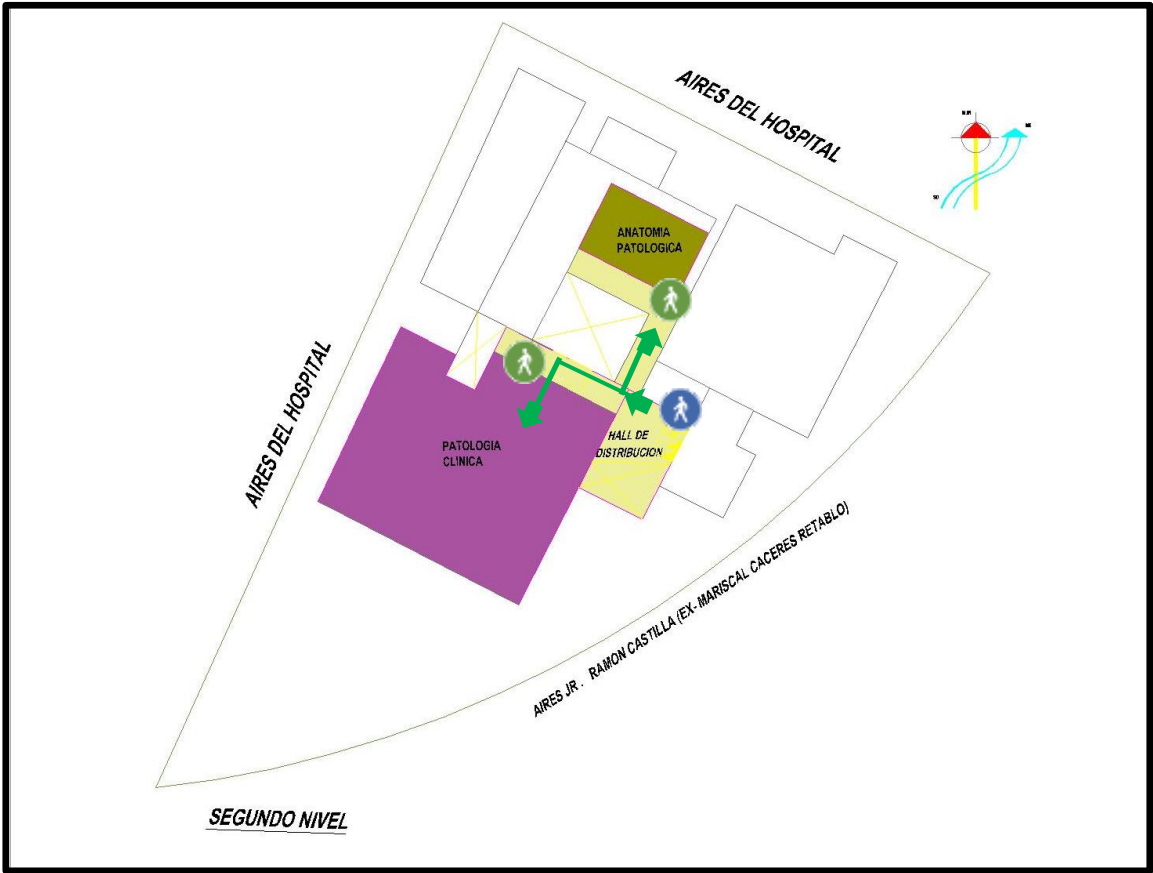 AIRES DEL HOSPITAL
ANATOMIA
PATOLOGICA
AIRES DEL HOSPITAL
PATOLOGIA
CLINICA
HALL DE
DISTRIBUCION
AIRES JR . RAMON CASTILLA (EX- MARISCAL CACERES RETABLO)
SEGUNDO NIVEL